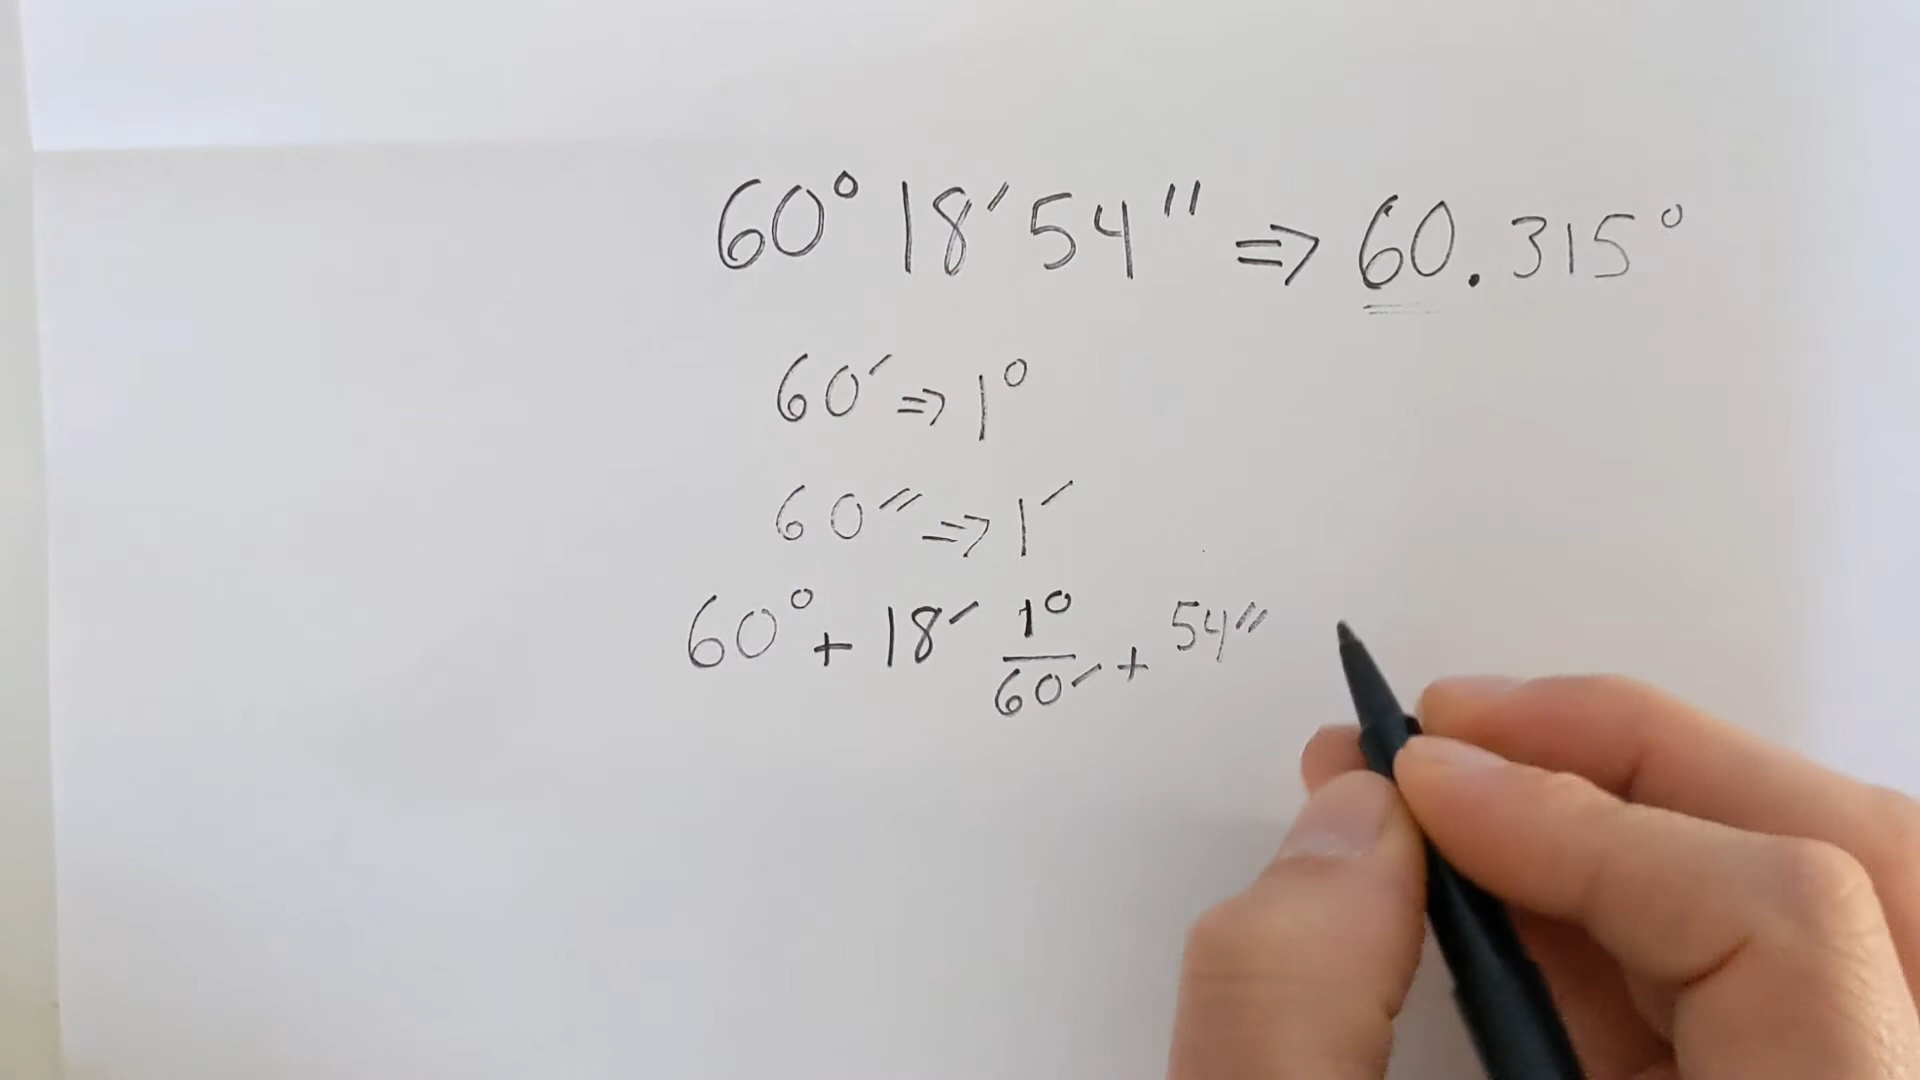 60° 18′ 54″ ⇒ 60.315°
60′ ⇒ 1°
60″ ⇒ 1′
60° + 18′ 1°/60′ + 54″